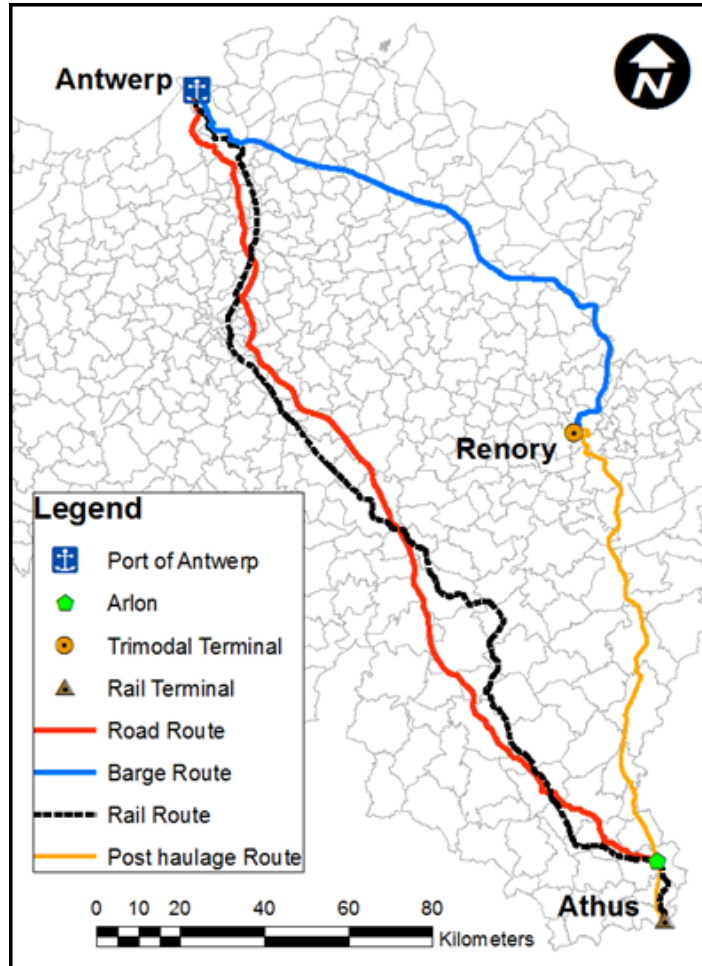 Antwerp
N
Renory
Legend
Port of Antwerp
Arlon
Trimodal Terminal
Rail Terminal
Road Route
Barge Route
Rail Route
Post haulage Route
Athus
0 10 20 40 60 80
Kilometers